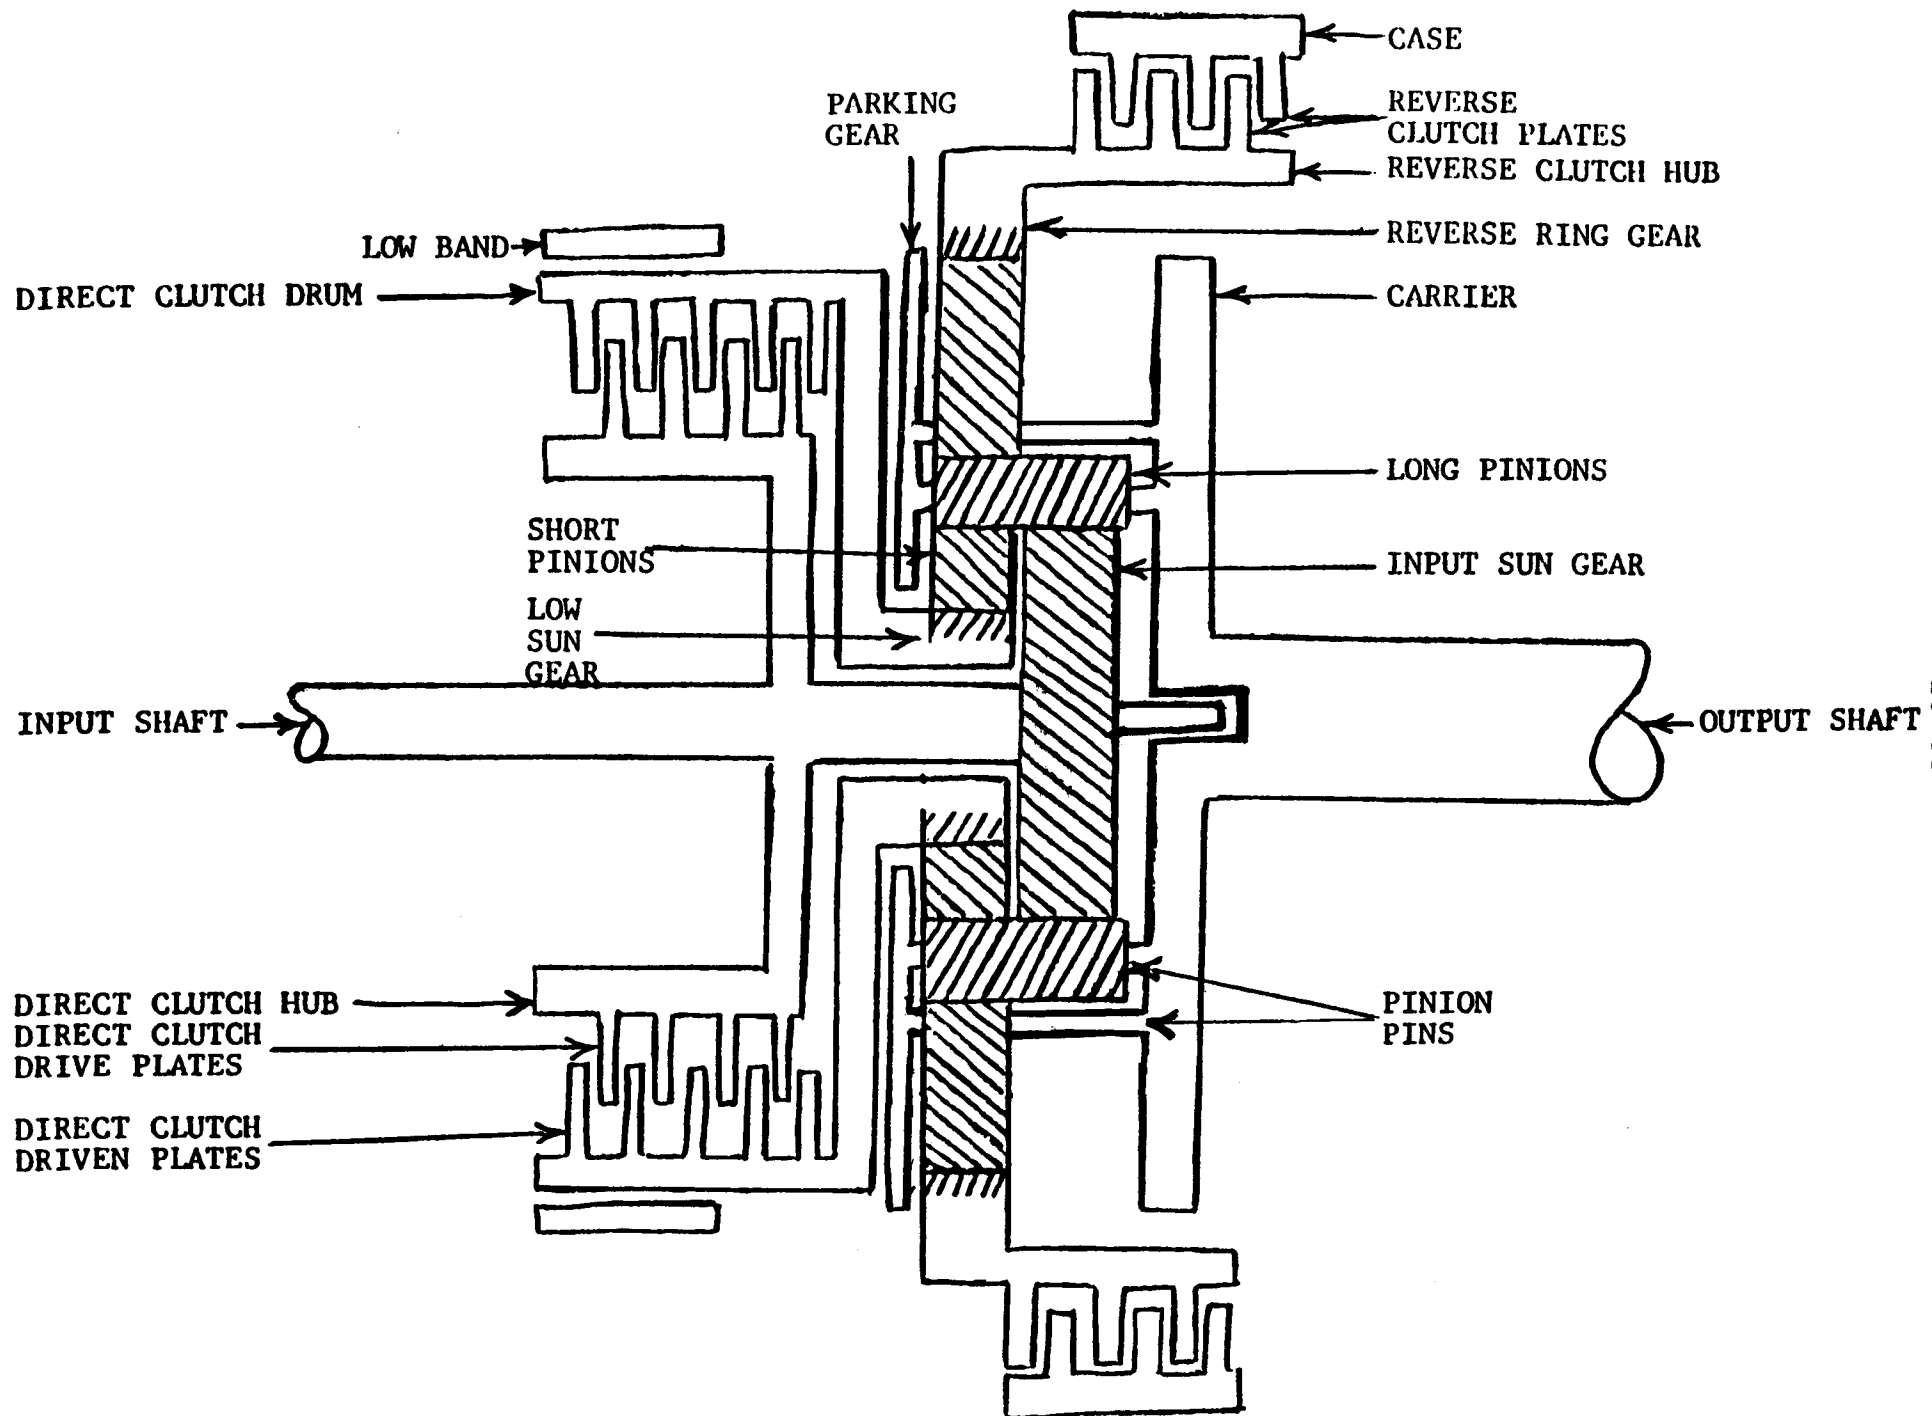 CASE
PARKING
GEAR
REVERSE
CLUTCH PLATES
REVERSE CLUTCH HUB
LOW BAND
REVERSE RING GEAR
DIRECT CLUTCH DRUM
CARRIER
LONG PINIONS
SHORT
PINIONS
INPUT SUN GEAR
LOW
SUN
GEAR
INPUT SHAFT
OUTPUT SHAFT
DIRECT CLUTCH HUB
DIRECT CLUTCH
DRIVE PLATES
PINION
PINS
DIRECT CLUTCH
DRIVEN PLATES